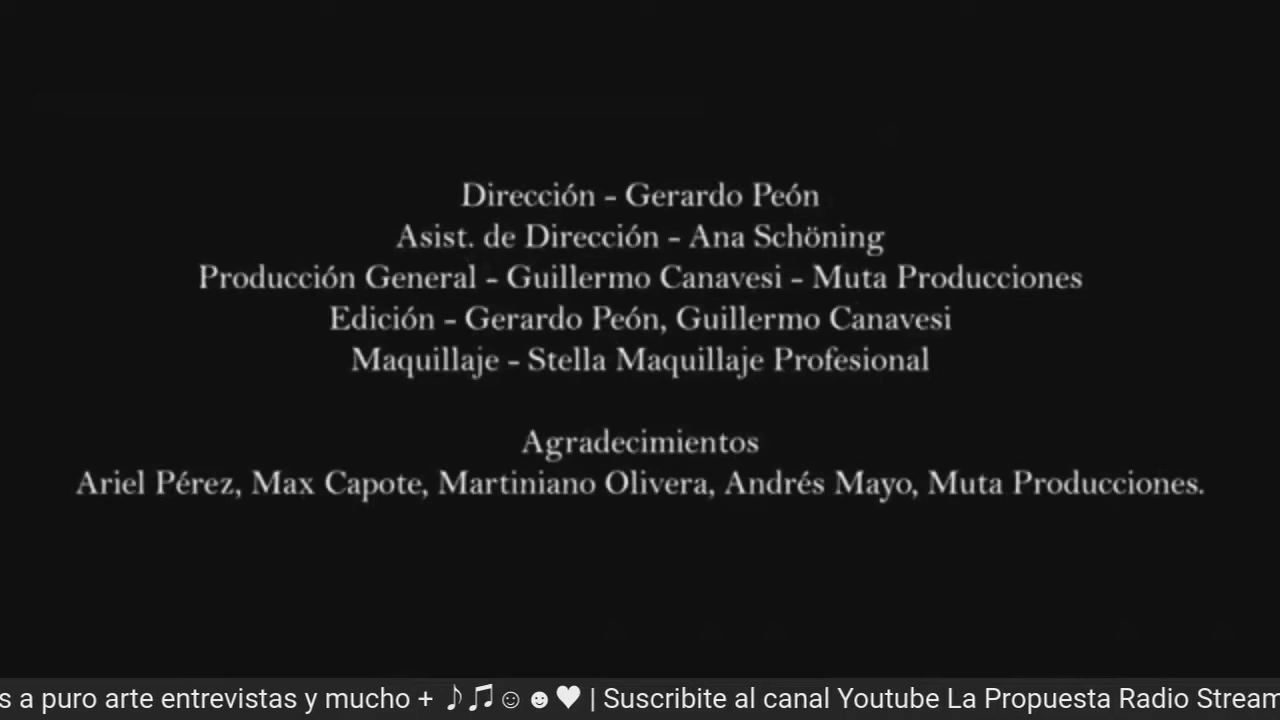 Dirección - Gerardo Peón
Asist. de Dirección - Ana Schöning
Producción General - Guillermo Canavesi - Muta Producciones
Edición - Gerardo Peón, Guillermo Canavesi
Maquillaje - Stella Maquillaje Profesional
Agradecimientos
Ariel Pérez, Max Capote, Martiniano Olivera, Andrés Mayo, Muta Producciones.
s a puro arte entrevistas y mucho + ♪♫☺☻♥ | Suscribite al canal Youtube La Propuesta Radio Stream